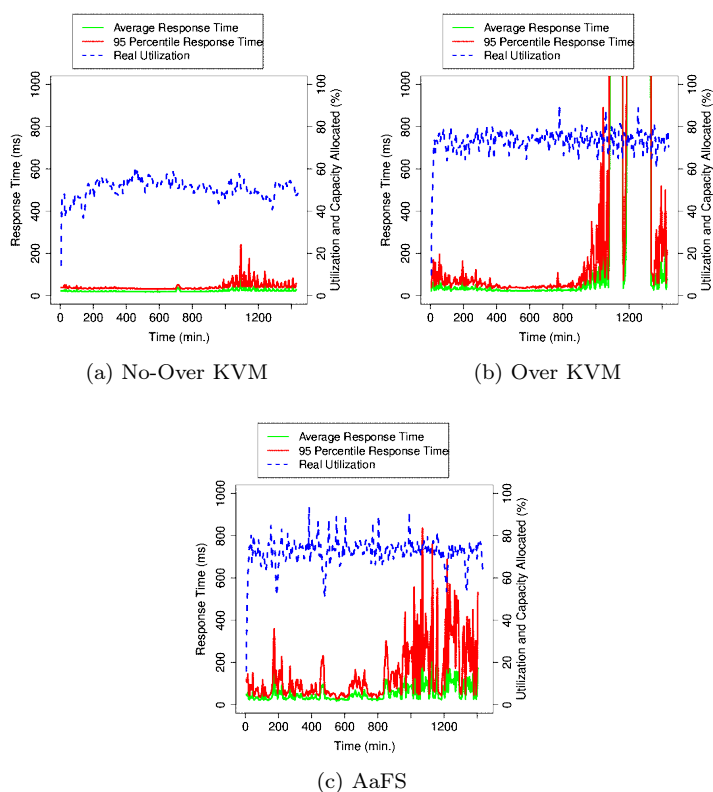 Average Response Time
95 Percentile Response Time
Real Utilization
Response Time (ms)
0 200 400 600 800 1000
Utilization and Capacity Allocated (%)
0 20 40 60 80 100
0 200 400 600 800 1200
Time (min.)
(a) No-Over KVM
Average Response Time
95 Percentile Response Time
Real Utilization
Response Time (ms)
0 200 400 600 800 1000
Utilization and Capacity Allocated (%)
0 20 40 60 80 100
0 200 400 600 800 1200
Time (min.)
(b) Over KVM
Average Response Time
95 Percentile Response Time
Real Utilization
Response Time (ms)
0 200 400 600 800 1000
Utilization and Capacity Allocated (%)
0 20 40 60 80 100
0 200 400 600 800 1200
Time (min.)
(c) AaFS